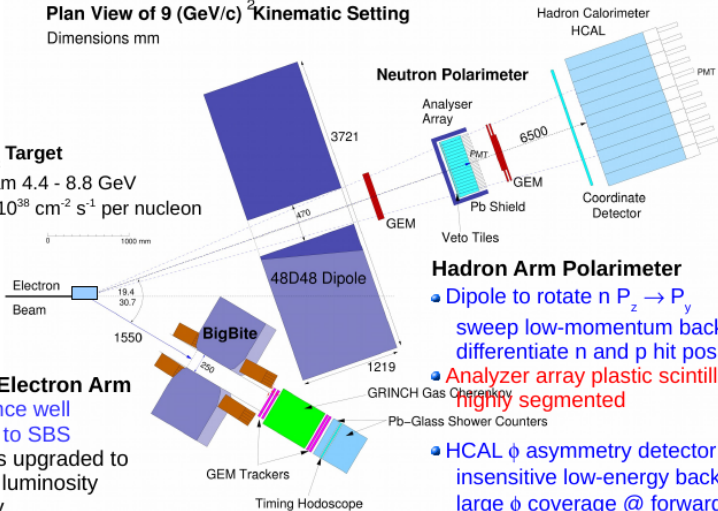 Plan View of 9 (GeV/c) ² Kinematic Setting
Dimensions mm
Hadron Calorimeter
HCAL
PMT
Neutron Polarimeter
Analyser
Array
3721
6500
PMT
GEM
Pb Shield
Coordinate
Detector
Veto Tiles
Target
am 4.4 - 8.8 GeV
10³⁸ cm⁻² s⁻¹ per nucleon
0 1000 mm
470
GEM
48D48 Dipole
Electron
Beam
19.4
30.7
1550
BigBite
250
1219
Hadron Arm Polarimeter
Dipole to rotate n P_z → P_y
sweep low-momentum back
differentiate n and p hit pos
Analyzer array plastic scintill
highly segmented
HCAL ϕ asymmetry detector
insensitive low-energy back
large ϕ coverage @ forward
GRINCH Gas Cherenkov
Pb-Glass Shower Counters
Electron Arm
nce well
to SBS
s upgraded to
luminosity
GEM Trackers
Timing Hodoscope